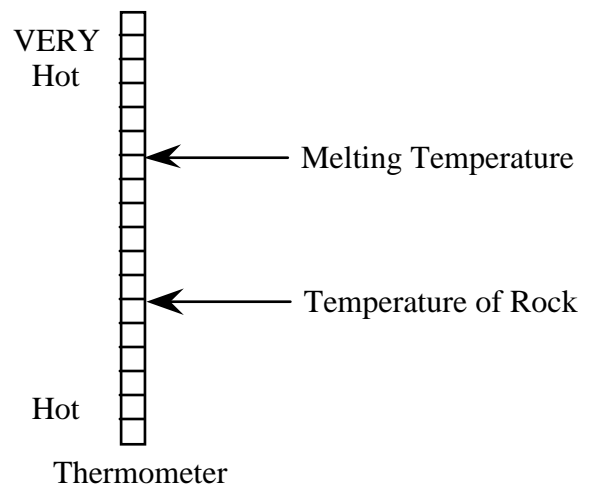 VERY
Hot
Melting Temperature
Temperature of Rock
Hot
Thermometer